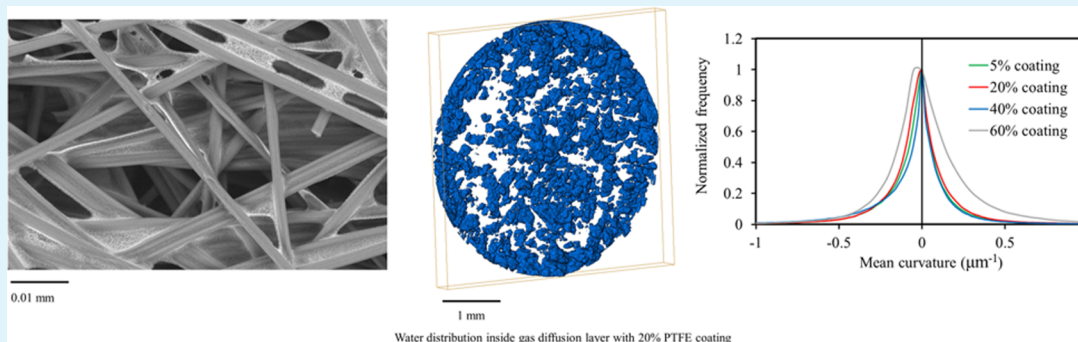 0.01 mm
1 mm
Water distribution inside gas diffusion layer with 20% PTFE coating
1.2
1
0.8
0.6
0.4
0.2
0
Normalized frequency
5% coating
20% coating
40% coating
60% coating
-1
-0.5
0
0.5
Mean curvature (μm⁻¹)